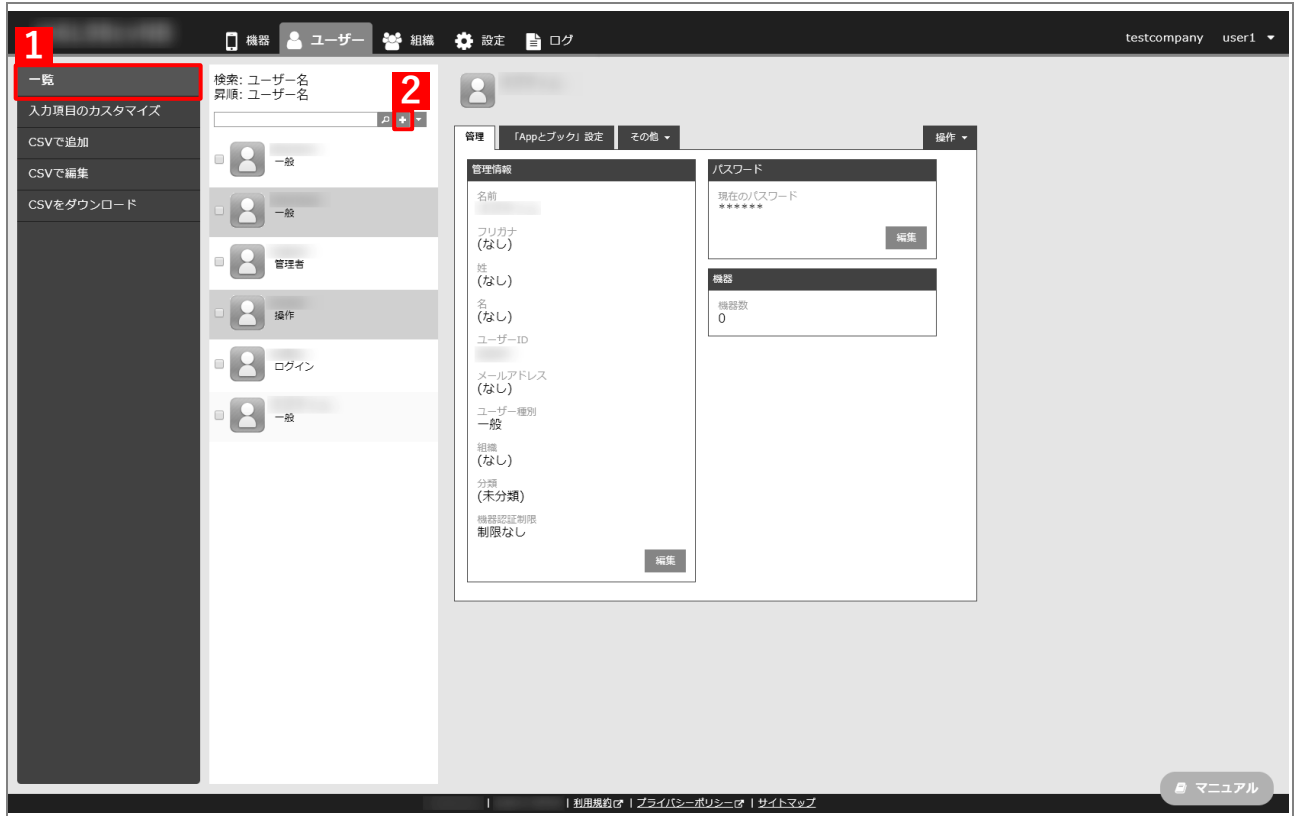 1
機器 ユーザー 組織 設定 ログ testcompany user1
一覧
入力項目のカスタマイズ
CSVで追加
CSVで編集
CSVをダウンロード
検索: ユーザー名
昇順: ユーザー名
2
一般
一般
管理者
操作
ログイン
一般
管理 「Appとブック」設定 その他 操作
管理情報
名前
フリガナ
(なし)
姓
(なし)
名
(なし)
ユーザーID
メールアドレス
(なし)
ユーザー種別
一般
組織
(なし)
分類
(未分類)
機器認証制限
制限なし
編集
パスワード
現在のパスワード
******
編集
機器
機器数
0
マニュアル
| | 利用規約 | プライバシーポリシー | サイトマップ